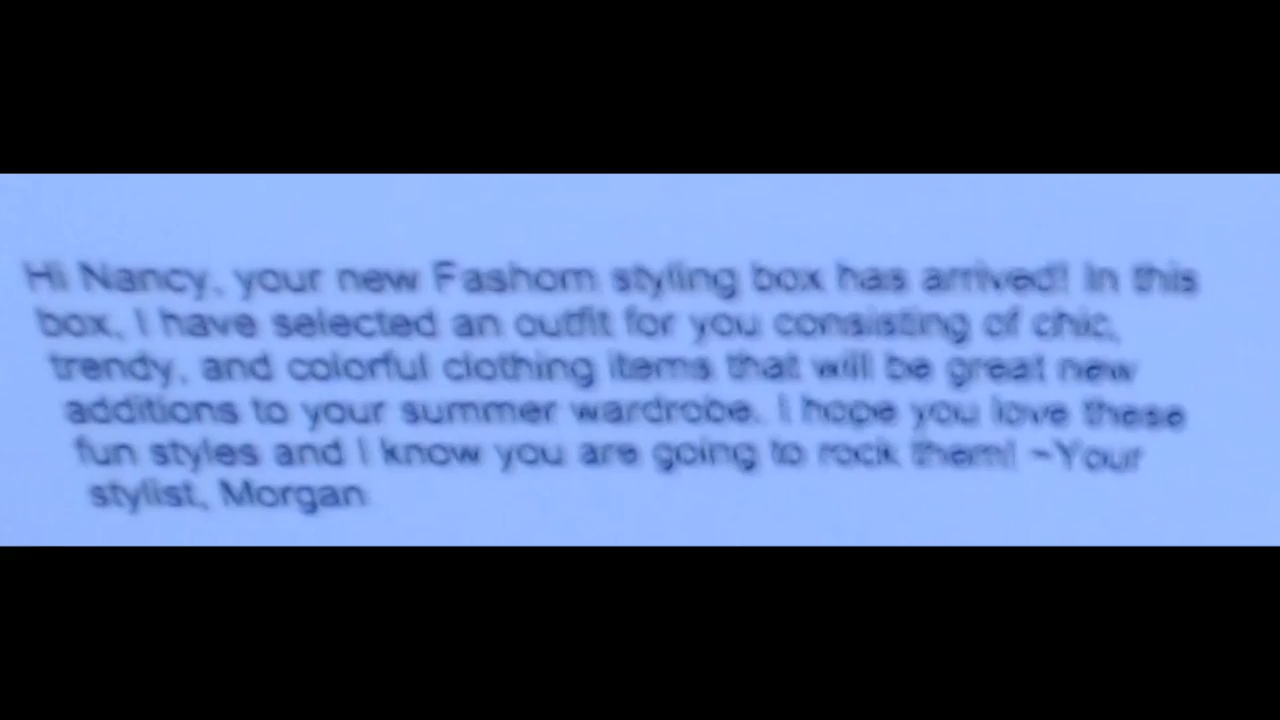 Hi Nancy, your new Fashom styling box has arrived! In this
box, I have selected an outfit for you consisting of chic,
trendy, and colorful clothing items that will be great new
additions to your summer wardrobe. I hope you love these
fun styles and I know you are going to rock them! ~Your
stylist, Morgan